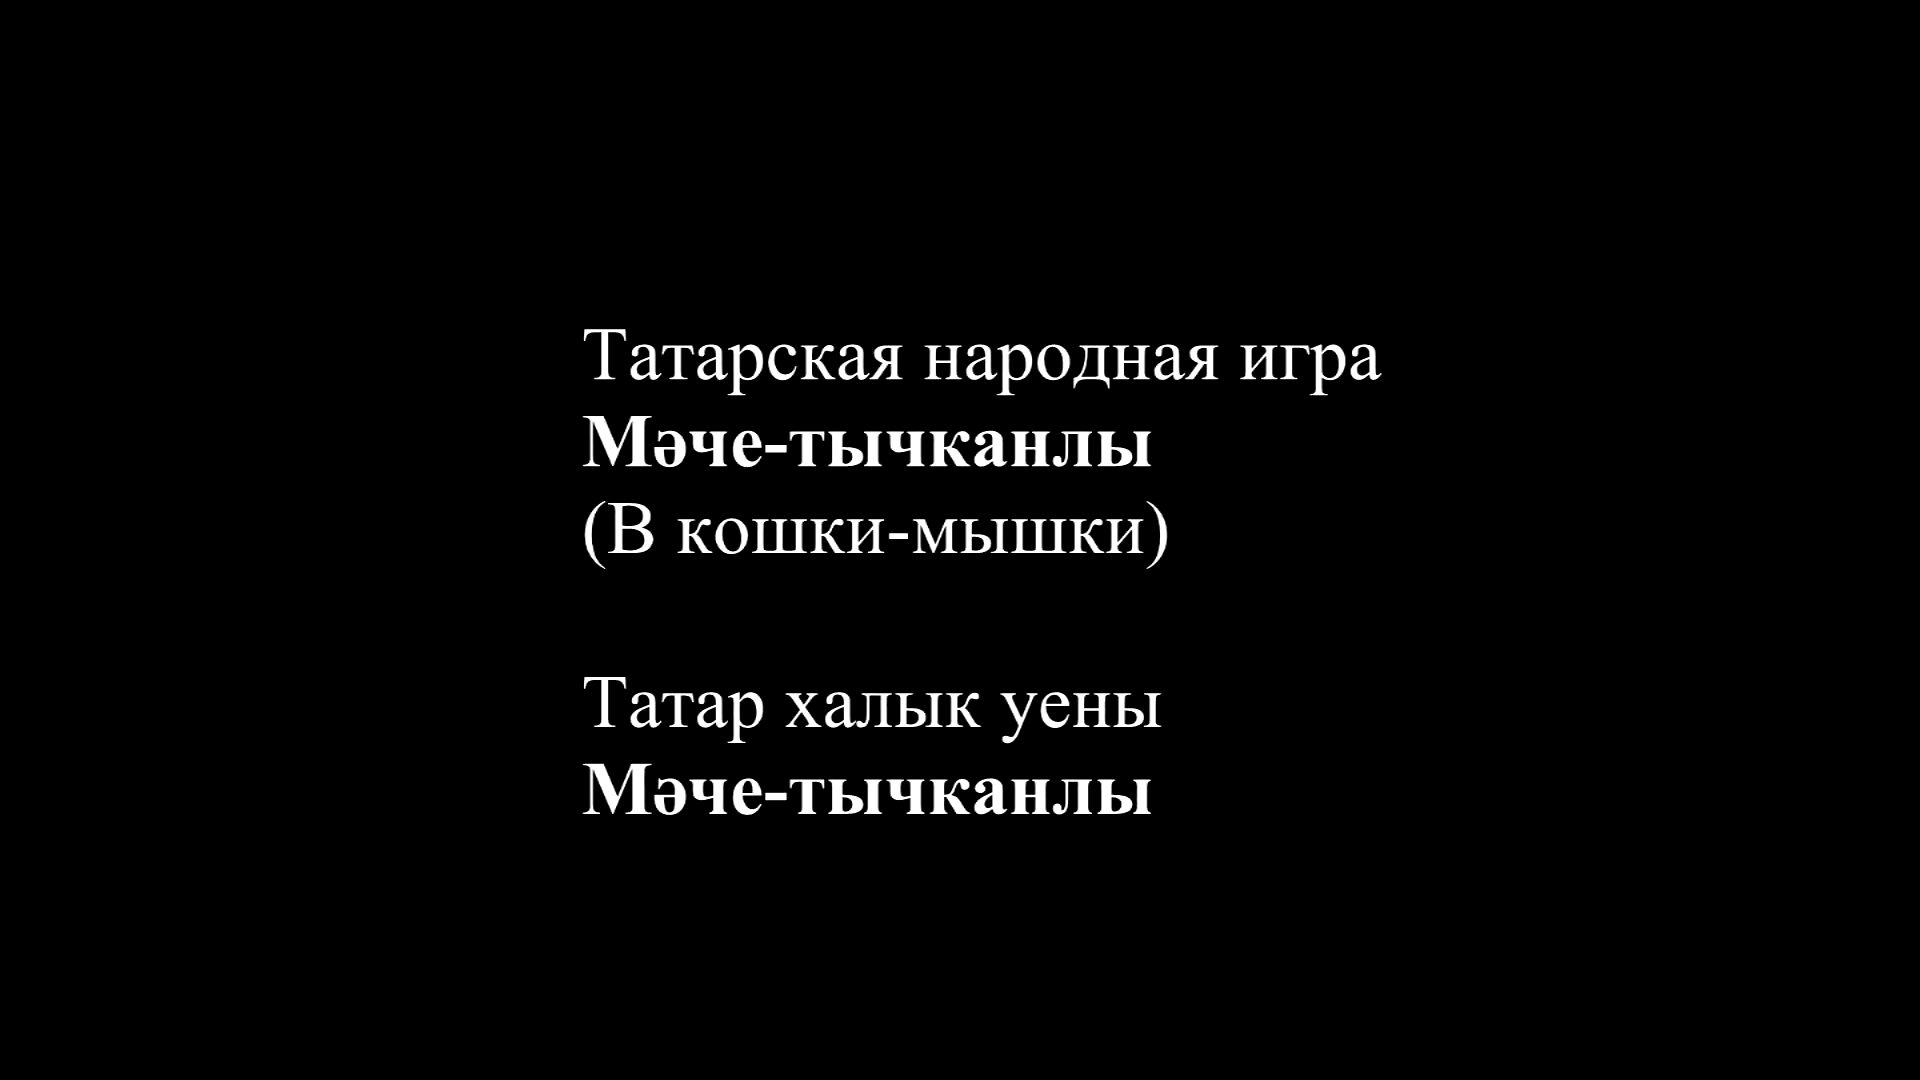 Татарская народная игра
Мәче-тычканлы
(В кошки-мышки)
Татар халык уены
Мәче-тычканлы